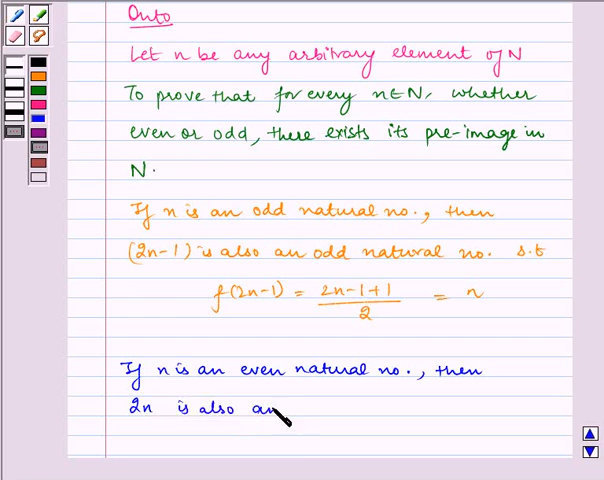 Onto
Let n be any arbitrary element of N
To prove that for every n∈N, whether
even or odd, there exists its pre-image in
N.
If n is an odd natural no., then
(2n-1) is also an odd natural no. s.t
f(2n-1) = (2n-1+1)/2 = n
If n is an even natural no., then
2n is also an